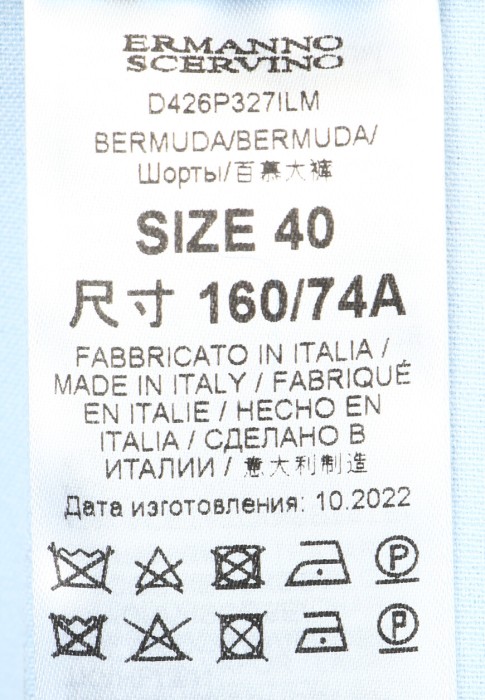 ERMANNO
SCERVINO
D426P327ILM
BERMUDA/BERMUDA/
Шорты/百慕大裤
SIZE 40
尺寸 160/74A
FABBRICATO IN ITALIA /
MADE IN ITALY / FABRIQUÉ
EN ITALIE / HECHO EN
ITALIA / СДЕЛАНО В
ИТАЛИИ / 意大利制造
Дата изготовления: 10.2022
P
P